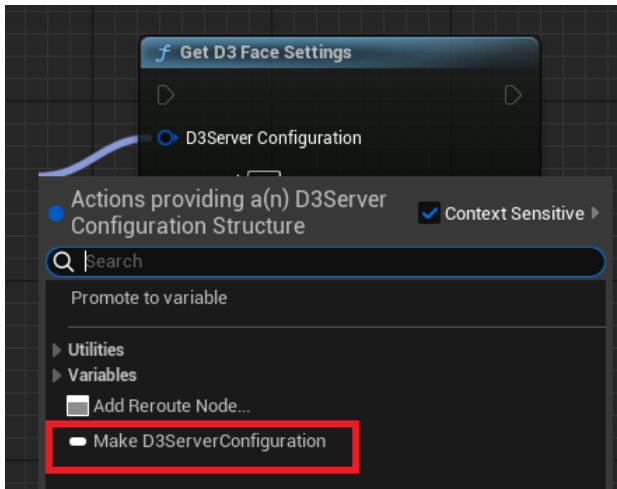 f Get D3 Face Settings
D3Server Configuration
Actions providing a(n) D3Server
Configuration Structure
Context Sensitive
Search
Promote to variable
Utilities
Variables
Add Reroute Node...
Make D3ServerConfiguration